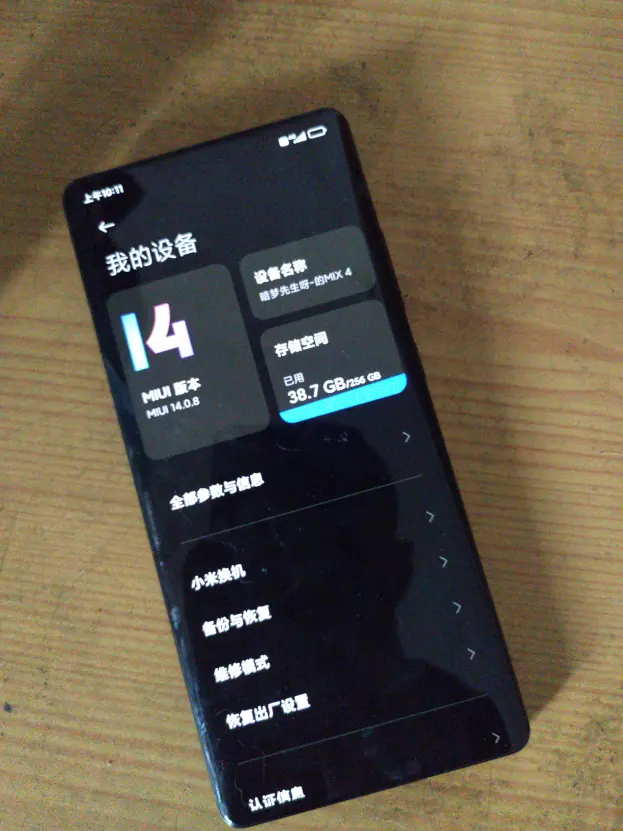 上午10:11
我的设备
14
MIUI 版本
MIUI 14.0.8
设备名称
暗梦先生呀~的MIX 4
存储空间
已用
38.7 GB/256 GB
全部参数与信息
小米换机
备份与恢复
维修模式
恢复出厂设置
认证信息